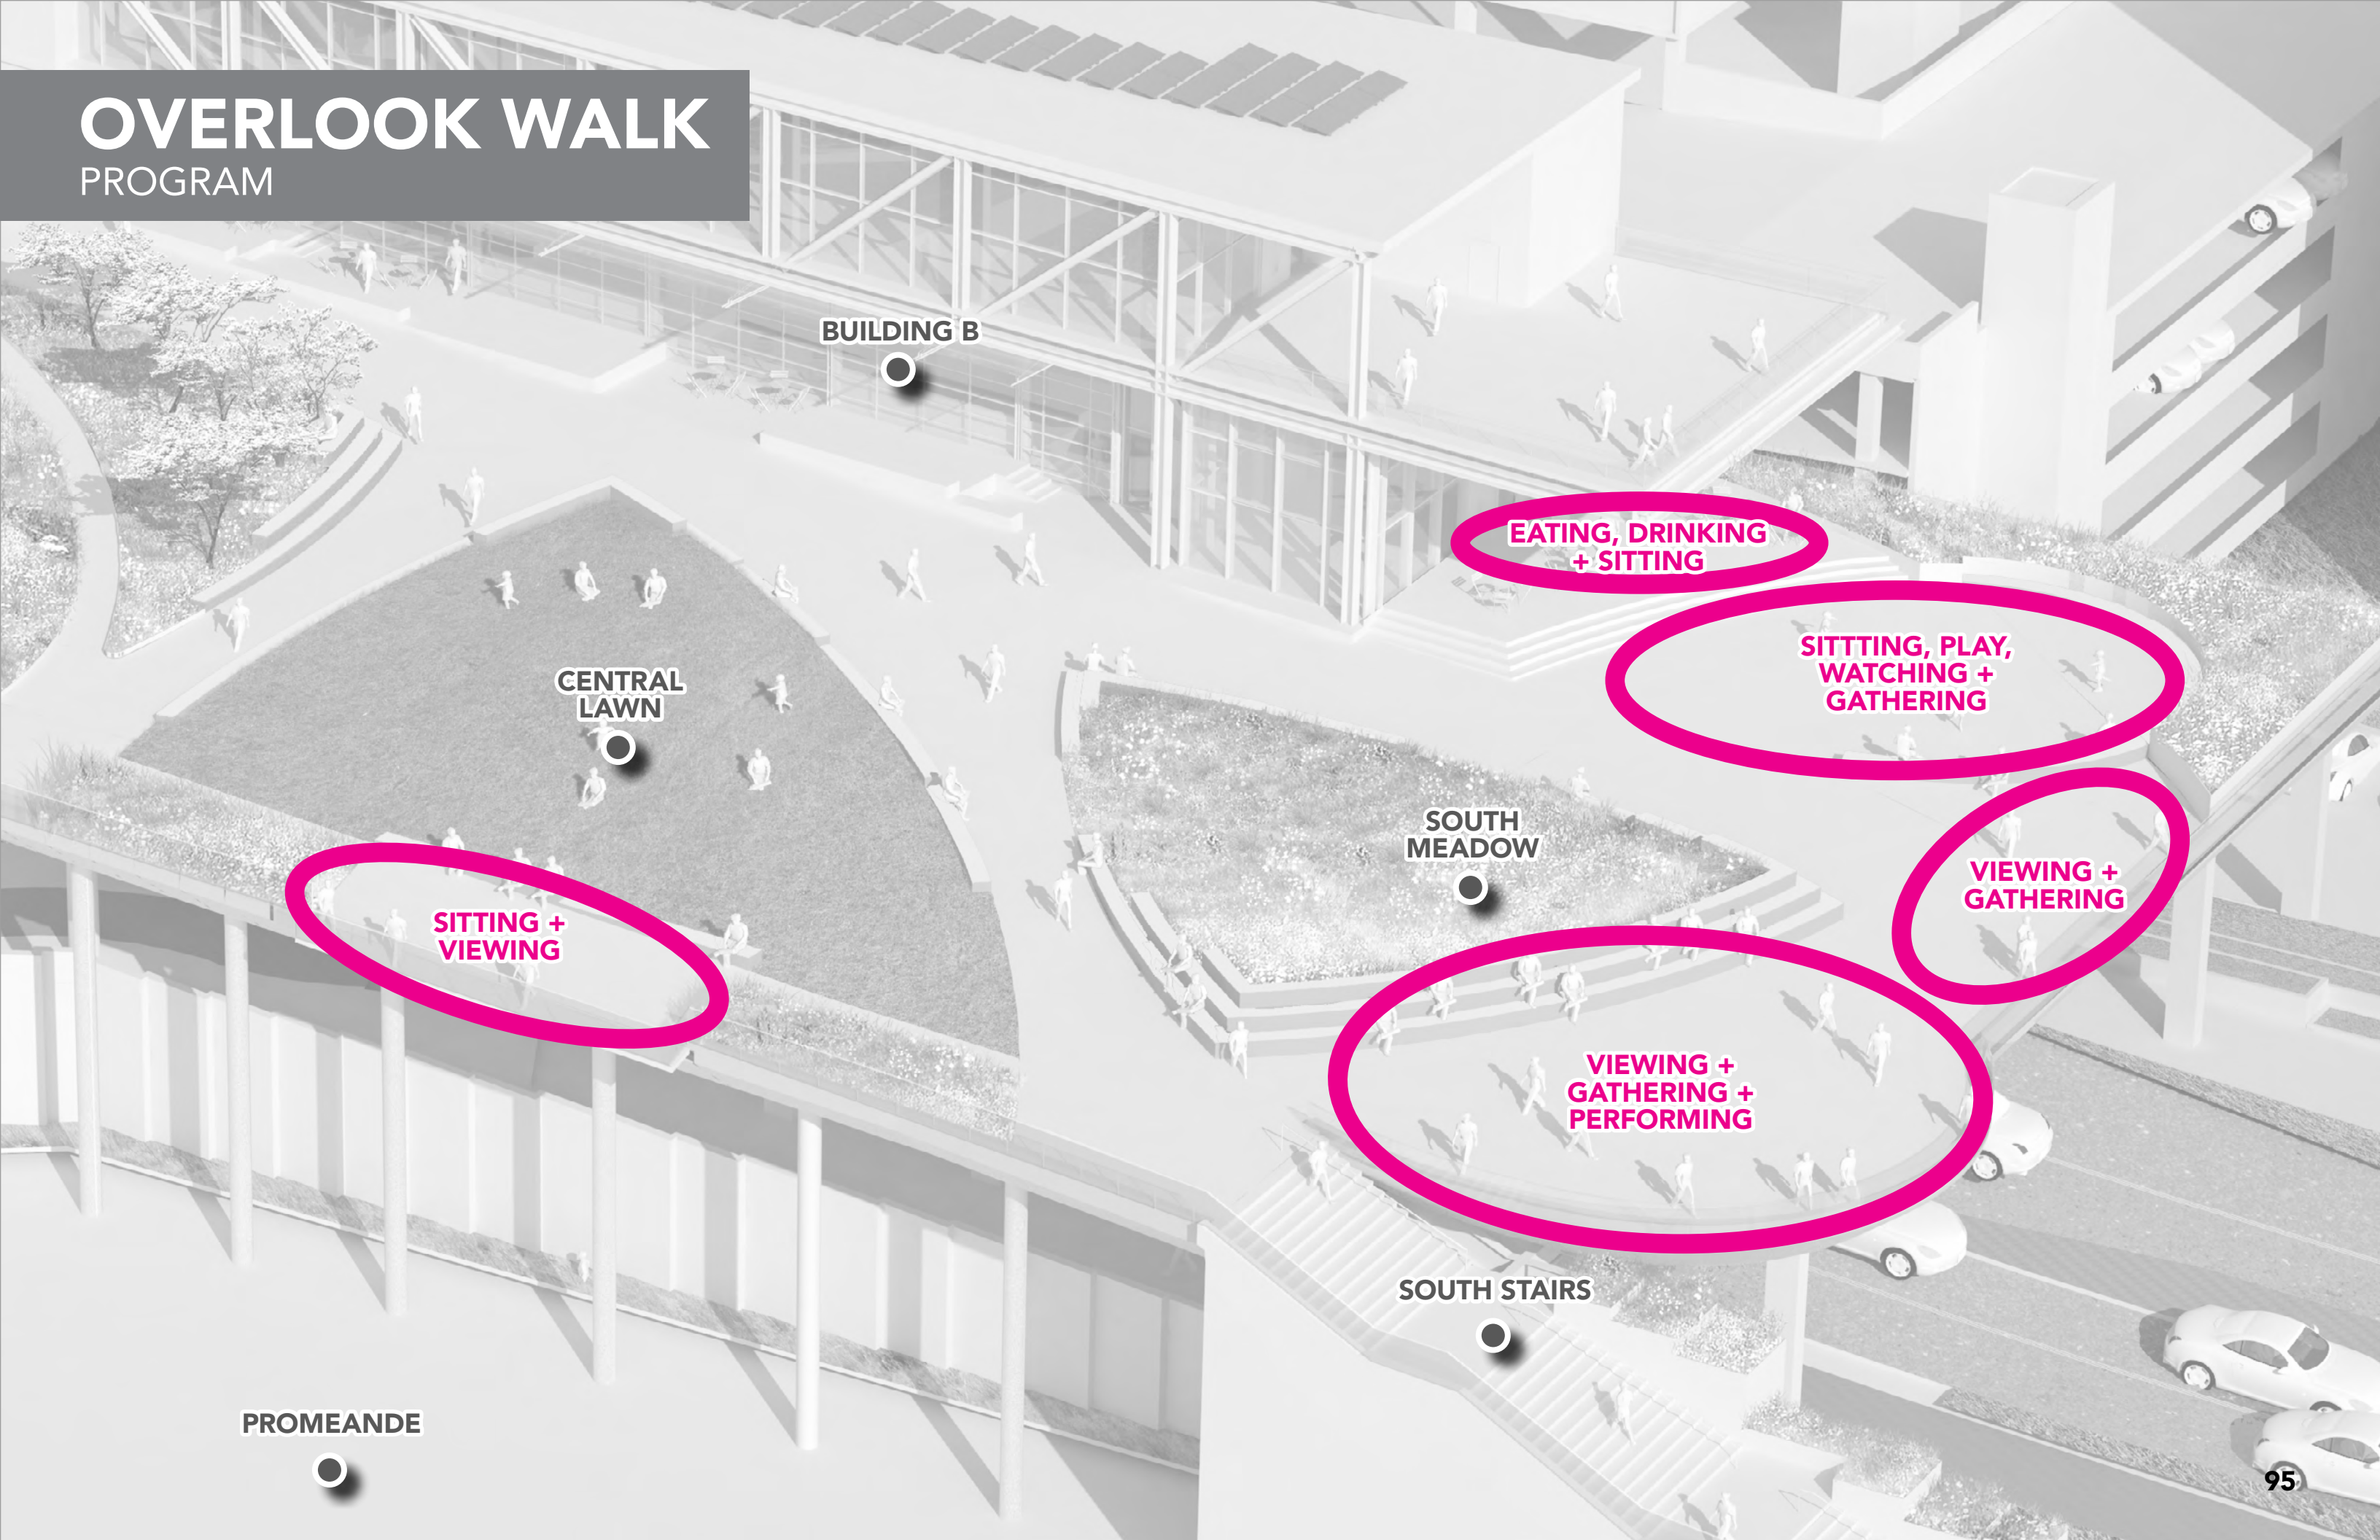 OVERLOOK WALK
PROGRAM
BUILDING B
EATING, DRINKING
+ SITTING
SITTTING, PLAY,
WATCHING +
GATHERING
CENTRAL
LAWN
SOUTH
MEADOW
VIEWING +
GATHERING
SITTING +
VIEWING
VIEWING +
GATHERING +
PERFORMING
SOUTH STAIRS
PROMEANDE
95